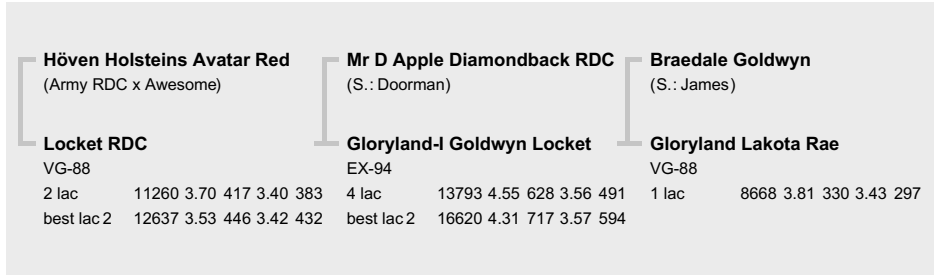 Höven Holsteins Avatar Red
(Army RDC x Awesome)
Locket RDC
VG-88
2 lac 11260 3.70 417 3.40 383
best lac 2 12637 3.53 446 3.42 432
Mr D Apple Diamondback RDC
(S.: Doorman)
Gloryland-I Goldwyn Locket
EX-94
4 lac 13793 4.55 628 3.56 491
best lac 2 16620 4.31 717 3.57 594
Braedale Goldwyn
(S.: James)
Gloryland Lakota Rae
VG-88
1 lac 8668 3.81 330 3.43 297